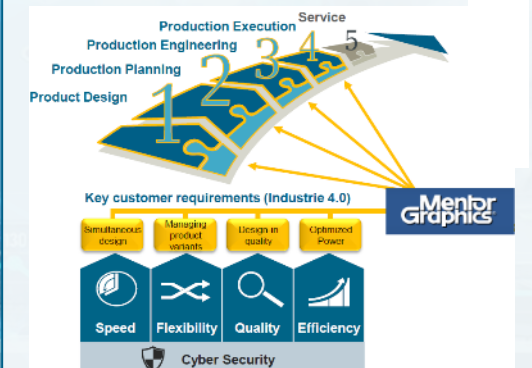 Service
Production Execution
Production Engineering
Production Planning
Product Design
1
2
3
4
5
Key customer requirements (Industrie 4.0)
Mentor
Graphics
Simultaneous
design
Managing
product
variants
Design-in
quality
Optimized
Power
Speed
Flexibility
Quality
Efficiency
Cyber Security